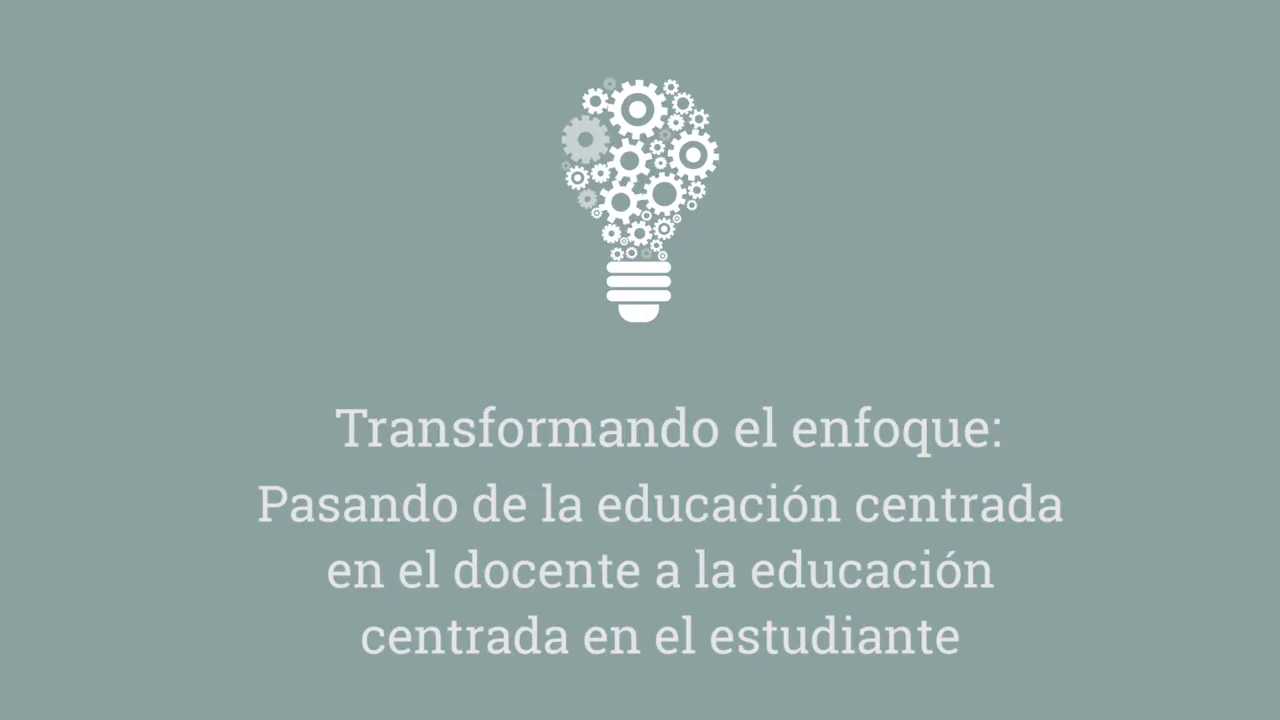 Transformando el enfoque:
Pasando de la educación centrada
en el docente a la educación
centrada en el estudiante